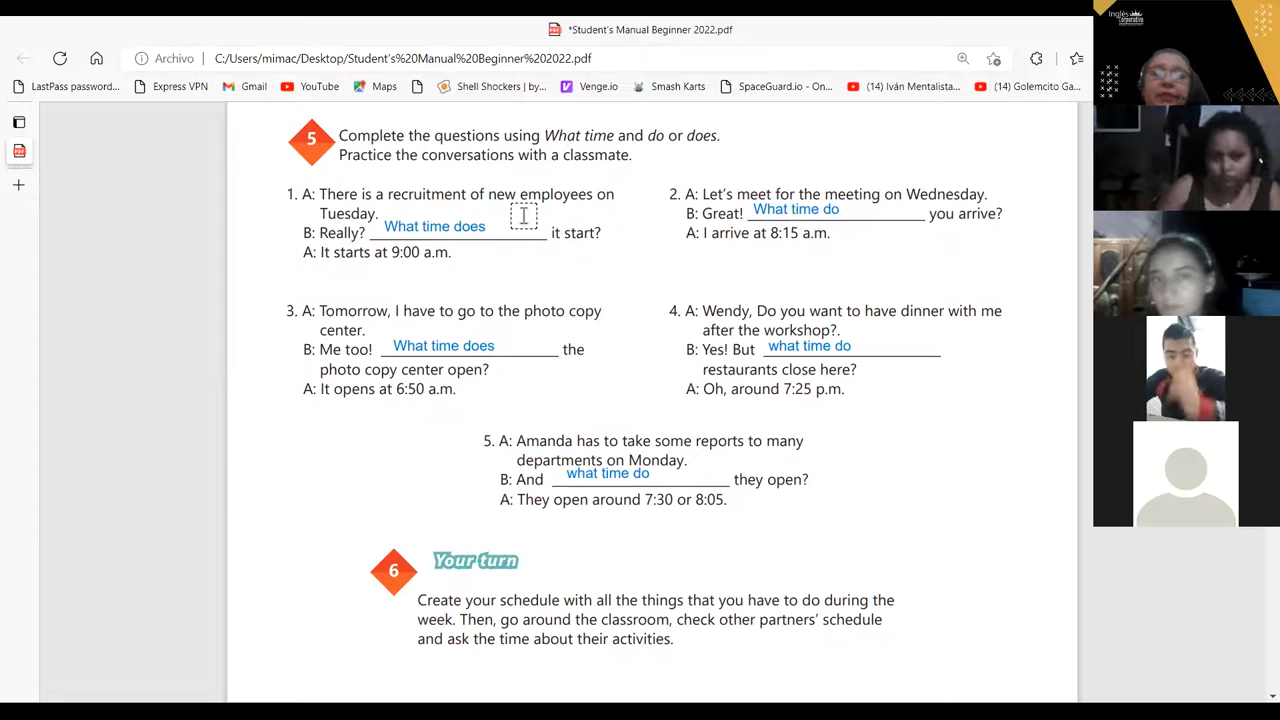 *Student's Manual Beginner 2022.pdf
Archivo
C:/Users/mimac/Desktop/Student's%20Manual%20Beginner%202022.pdf
LastPass password...
Express VPN
Gmail
YouTube
Maps
Shell Shockers | by...
Venge.io
Smash Karts
SpaceGuard.io - On...
(14) Iván Mentalista...
(14) Golemcito Ga...
Inglés
Corporativo
5
Complete the questions using What time and do or does.
Practice the conversations with a classmate.
1. A: There is a recruitment of new employees on
Tuesday.
B: Really? What time does it start?
A: It starts at 9:00 a.m.
2. A: Let's meet for the meeting on Wednesday.
B: Great! What time do you arrive?
A: I arrive at 8:15 a.m.
3. A: Tomorrow, I have to go to the photo copy
center.
B: Me too! What time does the
photo copy center open?
A: It opens at 6:50 a.m.
4. A: Wendy, Do you want to have dinner with me
after the workshop?.
B: Yes! But what time do
restaurants close here?
A: Oh, around 7:25 p.m.
5. A: Amanda has to take some reports to many
departments on Monday.
B: And what time do they open?
A: They open around 7:30 or 8:05.
6
Your turn
Create your schedule with all the things that you have to do during the
week. Then, go around the classroom, check other partners' schedule
and ask the time about their activities.